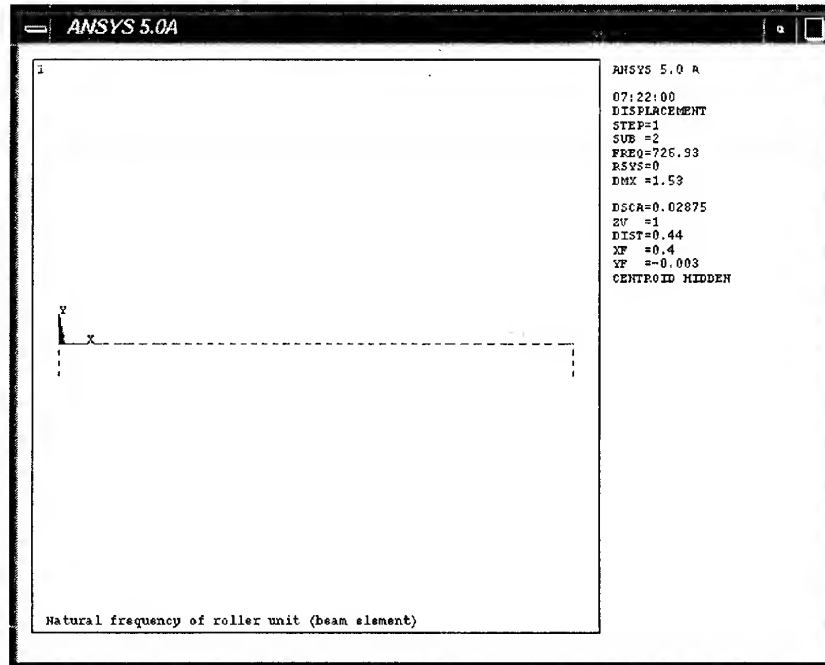 ANSYS 5.0A
1
ANSYS 5.0 A
07:22:00
DISPLACEMENT
STEP=1
SUB =2
FREQ=726.93
RSYS=0
DMX =1.53
DSCA=0.02875
ZV =1
DIST=0.44
XF =0.4
YF =-0.003
CENTROID HIDDEN
Y
X
Natural frequency of roller unit (beam element)